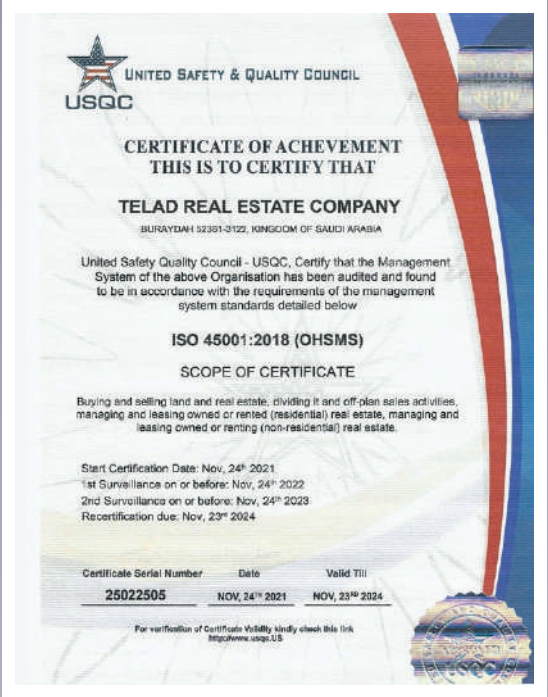 UNITED SAFETY & QUALITY COUNCIL
USQC
CERTIFICATE OF ACHEVEMENT
THIS IS TO CERTIFY THAT
TELAD REAL ESTATE COMPANY
BURAYDAH 52361-3122, KINGDOM OF SAUDI ARABIA
United Safety Quality Council - USQC, Certify that the Management
System of the above Organisation has been audited and found
to be in accordance with the requirements of the management
system standards detailed below
ISO 45001:2018 (OHSMS)
SCOPE OF CERTIFICATE
Buying and selling land and real estate, dividing it and off-plan sales activities,
managing and leasing owned or rented (residential) real estate, managing and
leasing owned or renting (non-residential) real estate.
Start Certification Date: Nov, 24th 2021
1st Surveillance on or before: Nov, 24th 2022
2nd Surveillance on or before: Nov, 24th 2023
Recertification due: Nov, 23rd 2024
Certificate Serial Number Date Valid Till
25022505 NOV, 24TH 2021 NOV, 23RD 2024
For verification of Certificate Validity kindly check this link
USQC